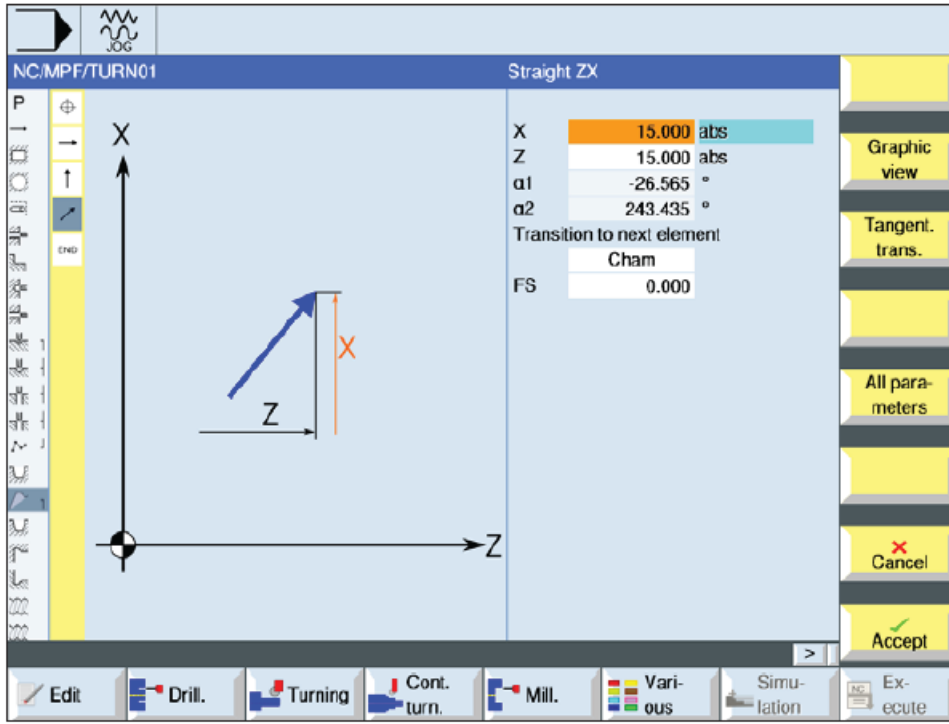 JOG
NC/MPF/TURN01
Straight ZX
P
END
X
X
Z
Z
X 15.000 abs
Z 15.000 abs
α1 -26.565 °
α2 243.435 °
Transition to next element
Cham
FS 0.000
Graphic
view
Tangent.
trans.
All para-
meters
Cancel
Accept
>
Edit
Drill.
Turning
Cont.
turn.
Mill.
Vari-
ous
Simu-
lation
NC
Ex-
ecute